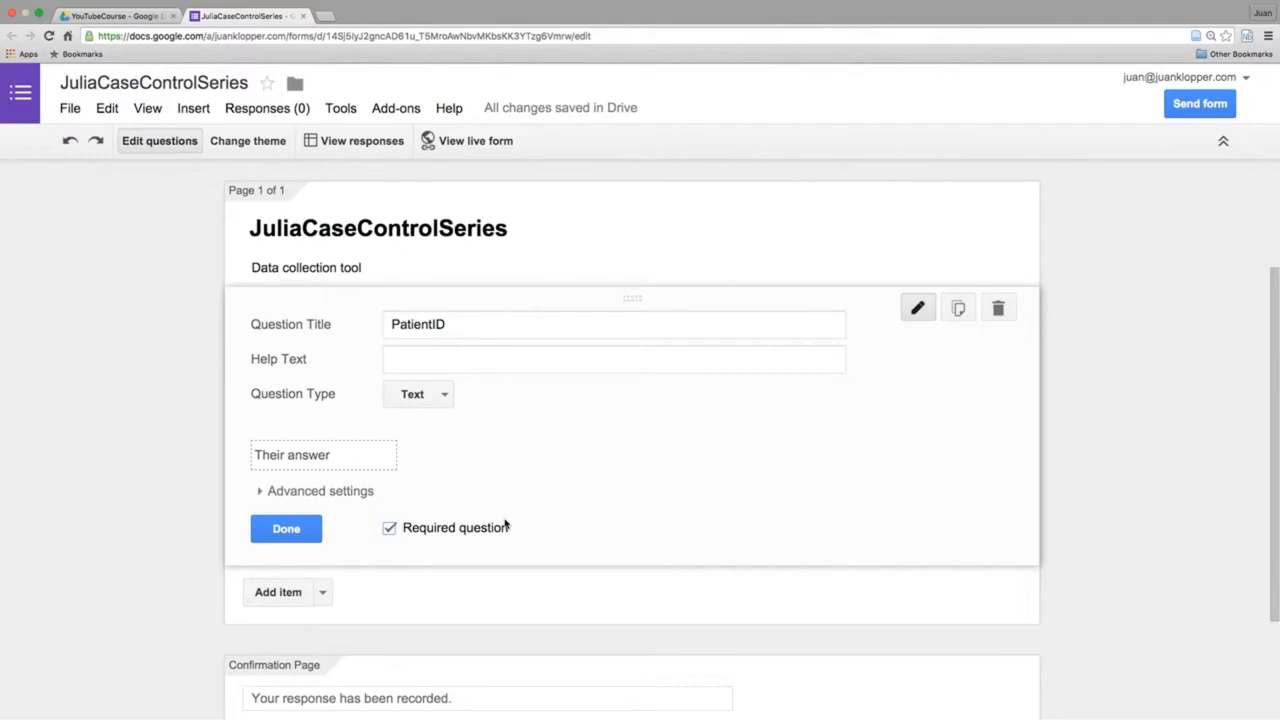 YouTubeCourse - Google D
JuliaCaseControlSeries - G
Juan
https://docs.google.com/a/juanklopper.com/forms/d/14Sj5lyJ2gncAD61u_T5MroAwNbvMKbsKK3YTzg6Vmrw/edit
Apps
Bookmarks
Other Bookmarks
JuliaCaseControlSeries
juan@juanklopper.com
File Edit View Insert Responses (0) Tools Add-ons Help All changes saved in Drive
Send form
Edit questions Change theme View responses View live form
Page 1 of 1
JuliaCaseControlSeries
Data collection tool
Question Title PatientID
Help Text
Question Type Text
Their answer
Advanced settings
Done Required question
Add item
Confirmation Page
Your response has been recorded.